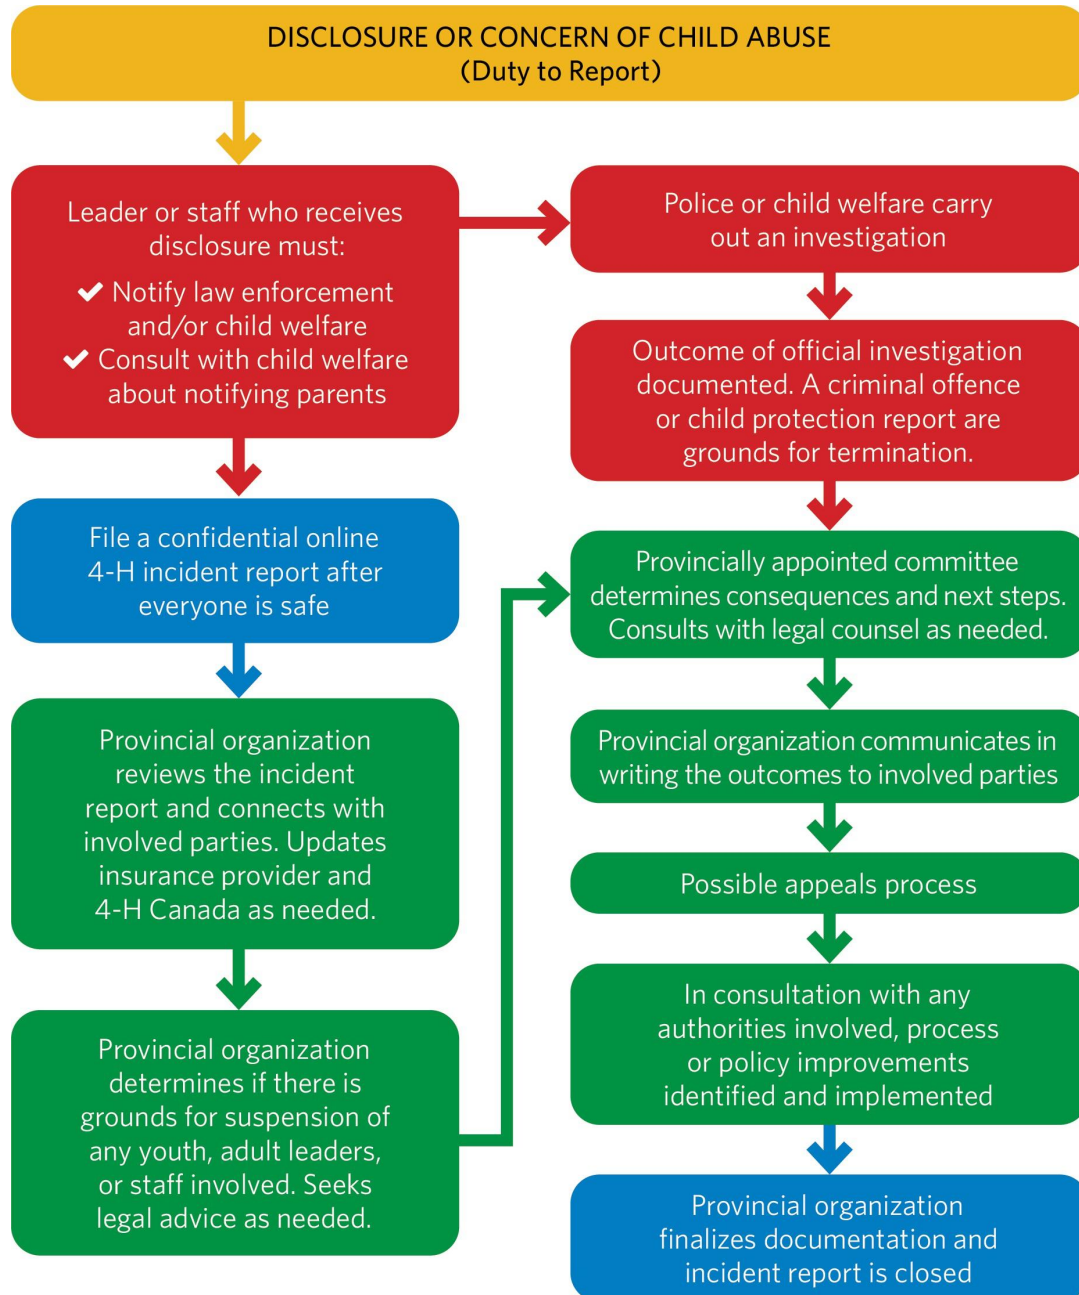 DISCLOSURE OR CONCERN OF CHILD ABUSE
(Duty to Report)
Leader or staff who receives
disclosure must:
✔ Notify law enforcement
and/or child welfare
✔ Consult with child welfare
about notifying parents
Police or child welfare carry
out an investigation
Outcome of official investigation
documented. A criminal offence
or child protection report are
grounds for termination.
File a confidential online
4-H incident report after
everyone is safe
Provincially appointed committee
determines consequences and next steps.
Consults with legal counsel as needed.
Provincial organization
reviews the incident
report and connects with
involved parties. Updates
insurance provider and
4-H Canada as needed.
Provincial organization communicates in
writing the outcomes to involved parties
Possible appeals process
Provincial organization
determines if there is
grounds for suspension of
any youth, adult leaders,
or staff involved. Seeks
legal advice as needed.
In consultation with any
authorities involved, process
or policy improvements
identified and implemented
Provincial organization
finalizes documentation and
incident report is closed